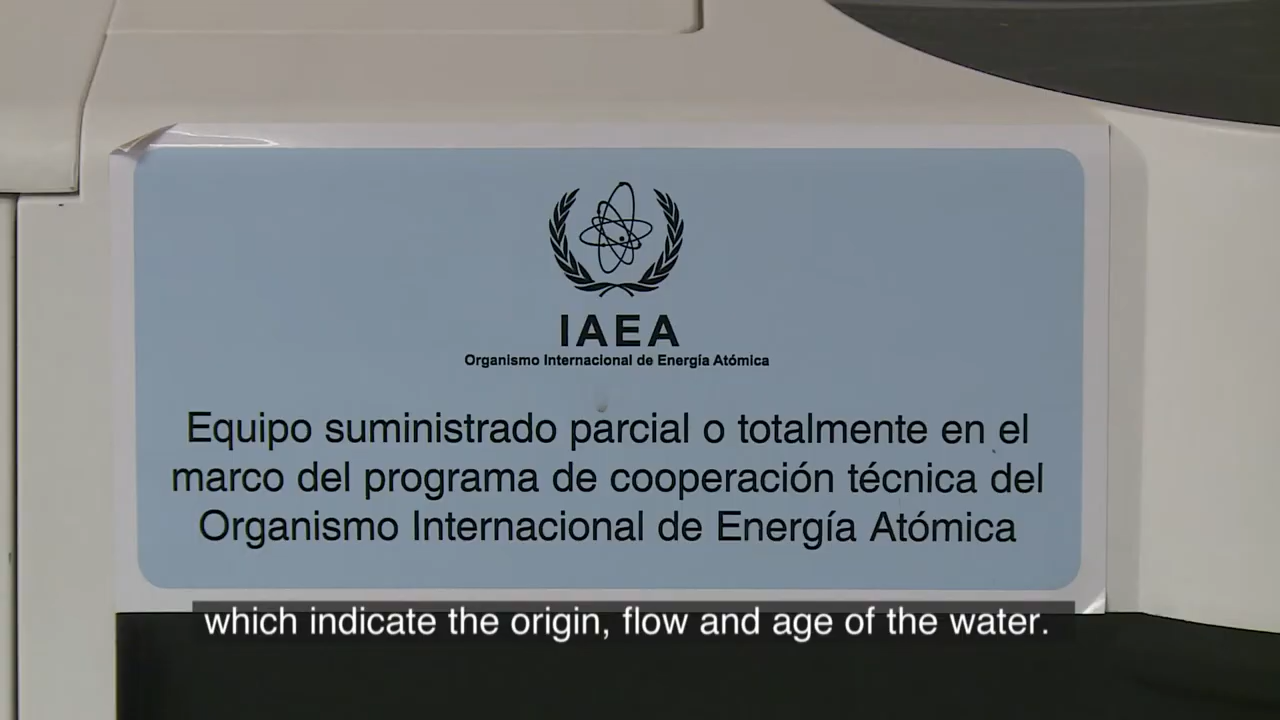 IAEA
Organismo Internacional de Energía Atómica
Equipo suministrado parcial o totalmente en el
marco del programa de cooperación técnica del
Organismo Internacional de Energía Atómica
which indicate the origin, flow and age of the water.